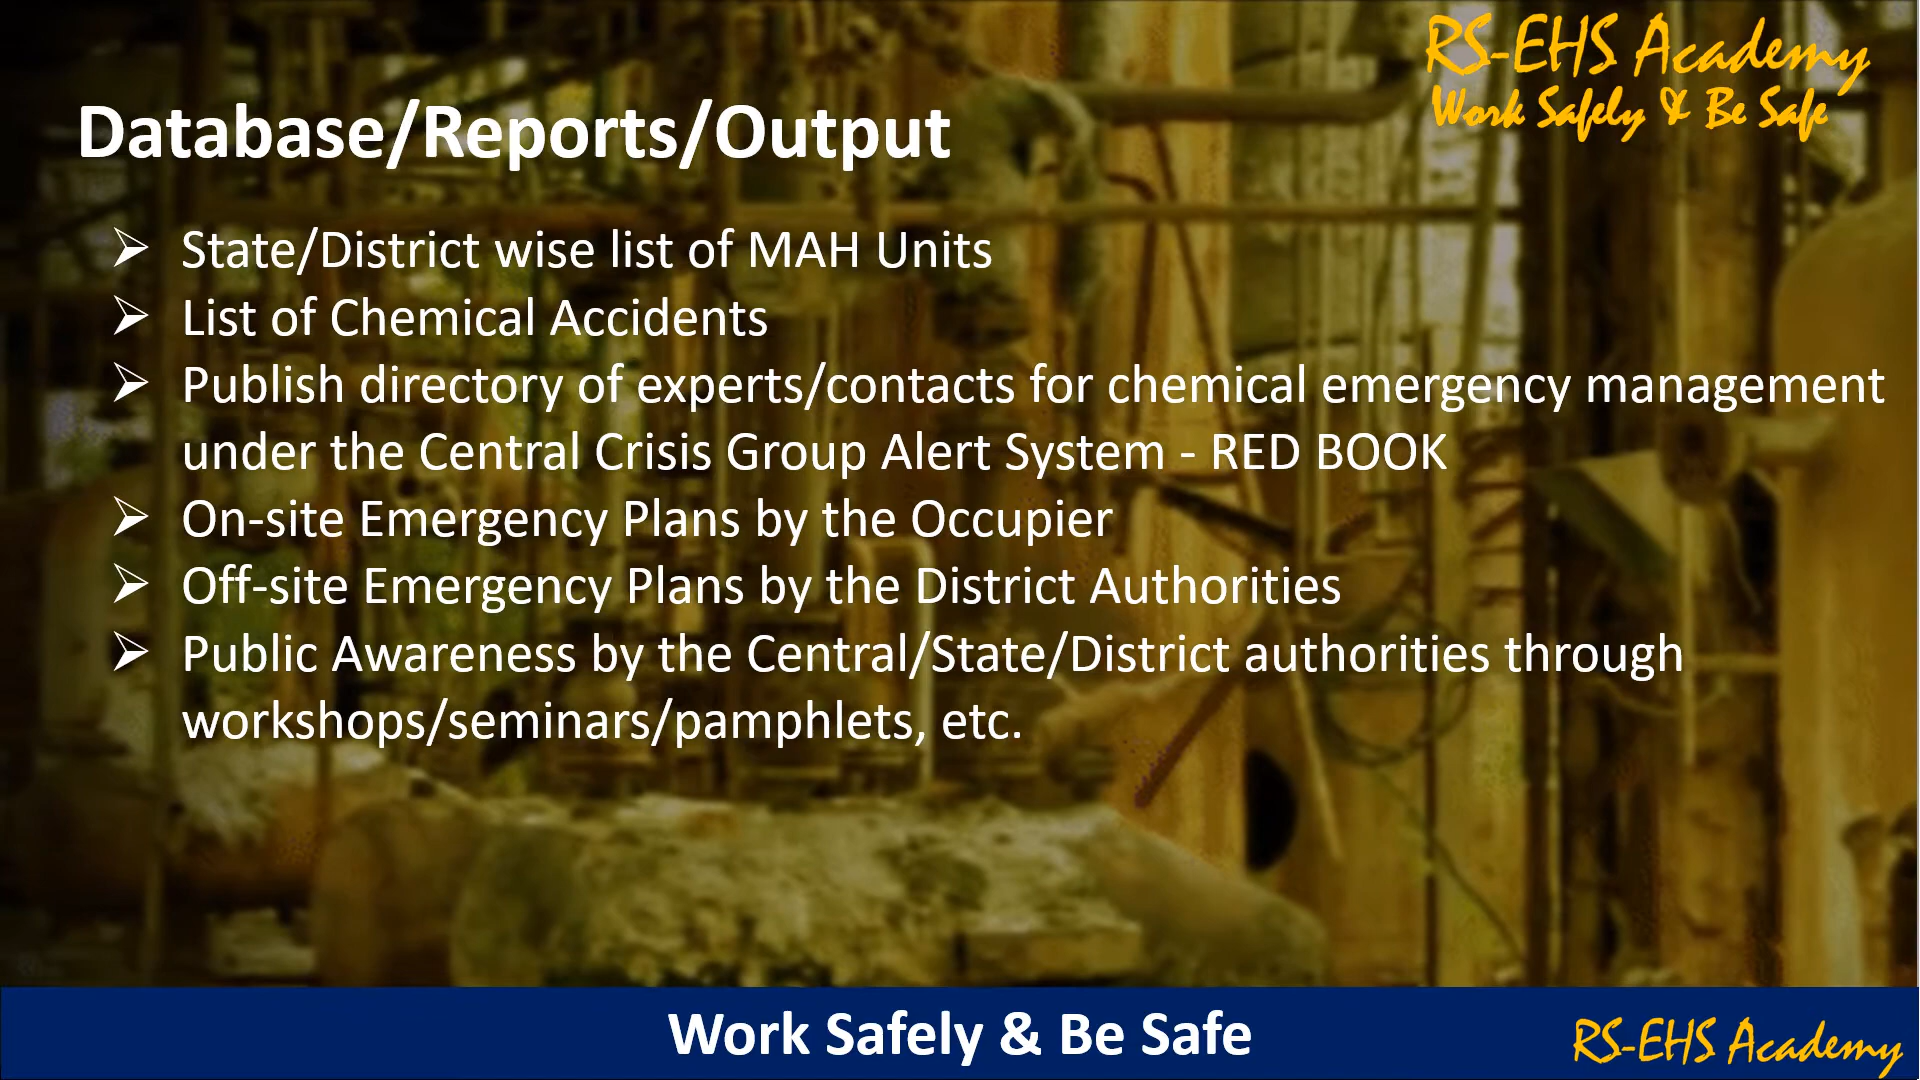 RS-EHS Academy
Work Safely & Be Safe
Database/Reports/Output
➢ State/District wise list of MAH Units
➢ List of Chemical Accidents
➢ Publish directory of experts/contacts for chemical emergency management
under the Central Crisis Group Alert System - RED BOOK
➢ On-site Emergency Plans by the Occupier
➢ Off-site Emergency Plans by the District Authorities
➢ Public Awareness by the Central/State/District authorities through
workshops/seminars/pamphlets, etc.
Work Safely & Be Safe
RS-EHS Academy